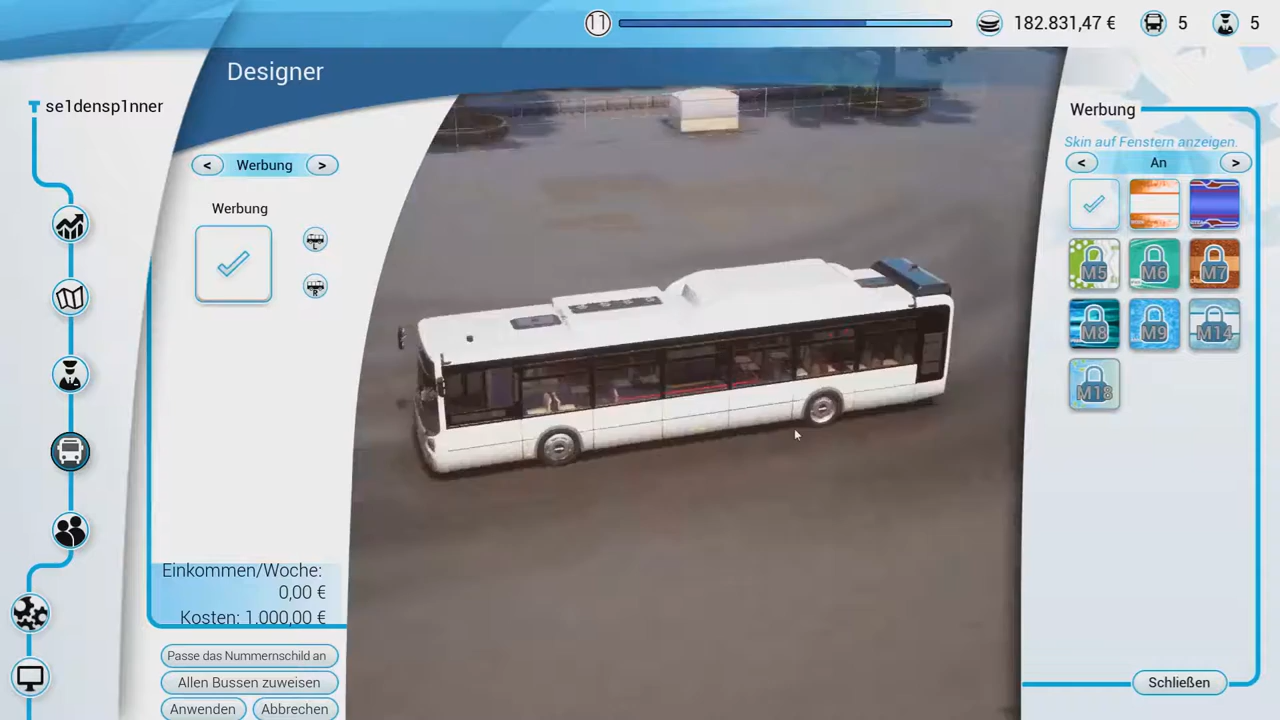 11
182.831,47 €
5
5
Designer
se1densp1nner
< Werbung >
Werbung
L
R
Einkommen/Woche:
0,00 €
Kosten: 1.000,00 €
Passe das Nummernschild an
Allen Bussen zuweisen
Anwenden
Abbrechen
Werbung
Skin auf Fenstern anzeigen.
< An >
M5
M6
M7
M8
M9
M14
M18
Schließen